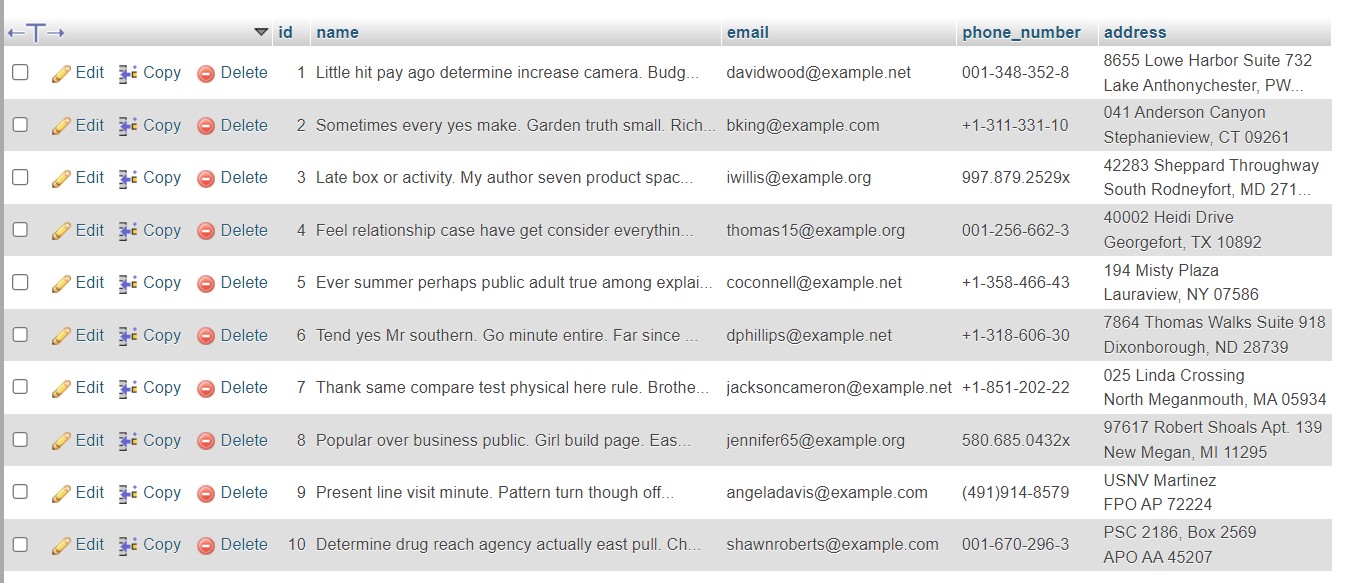 id name email phone_number address
Edit Copy Delete 1 Little hit pay ago determine increase camera. Budg... davidwood@example.net 001-348-352-8 8655 Lowe Harbor Suite 732
Lake Anthonychester, PW...
Edit Copy Delete 2 Sometimes every yes make. Garden truth small. Rich... bking@example.com +1-311-331-10 041 Anderson Canyon
Stephanieview, CT 09261
Edit Copy Delete 3 Late box or activity. My author seven product spac... iwillis@example.org 997.879.2529x 42283 Sheppard Throughway
South Rodneyfort, MD 271...
Edit Copy Delete 4 Feel relationship case have get consider everythin... thomas15@example.org 001-256-662-3 40002 Heidi Drive
Georgefort, TX 10892
Edit Copy Delete 5 Ever summer perhaps public adult true among explai... coconnell@example.net +1-358-466-43 194 Misty Plaza
Lauraview, NY 07586
Edit Copy Delete 6 Tend yes Mr southern. Go minute entire. Far since ... dphillips@example.net +1-318-606-30 7864 Thomas Walks Suite 918
Dixonborough, ND 28739
Edit Copy Delete 7 Thank same compare test physical here rule. Brothe... jacksoncameron@example.net +1-851-202-22 025 Linda Crossing
North Meganmouth, MA 05934
Edit Copy Delete 8 Popular over business public. Girl build page. Eas... jennifer65@example.org 580.685.0432x 97617 Robert Shoals Apt. 139
New Megan, MI 11295
Edit Copy Delete 9 Present line visit minute. Pattern turn though off... angeladavis@example.com (491)914-8579 USNV Martinez
FPO AP 72224
Edit Copy Delete 10 Determine drug reach agency actually east pull. Ch... shawnroberts@example.com 001-670-296-3 PSC 2186, Box 2569
APO AA 45207